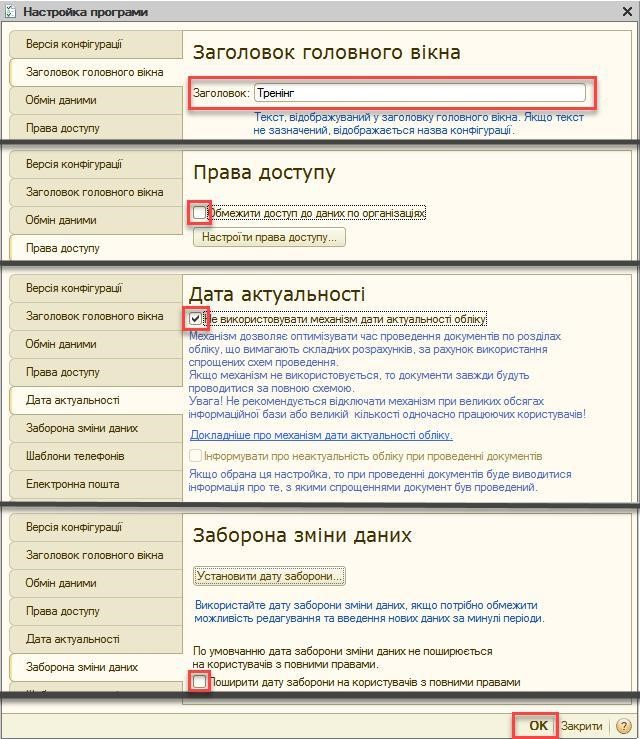 Настройка програми
Версія конфігурації
Заголовок головного вікна
Обмін даними
Права доступу
Заголовок головного вікна
Заголовок: Тренінг
Текст, відображуваний у заголовку головного вікна. Якщо текст
не зазначений, відображається назва конфігурації.
Версія конфігурації
Заголовок головного вікна
Обмін даними
Права доступу
Права доступу
Обмежити доступ до даних по організаціях
Настроїти права доступу...
Версія конфігурації
Заголовок головного вікна
Обмін даними
Права доступу
Дата актуальності
Заборона зміни даних
Шаблони телефонів
Електронна пошта
Дата актуальності
Не використовувати механізм дати актуальності обліку
Механізм дозволяє оптимізувати час проведення документів по розділах
обліку, що вимагають складних розрахунків, за рахунок використання
спрощених схем проведення.
Якщо механізм не використовується, то документи завжди будуть
проводитися за повною схемою.
Увага! Не рекомендується відключати механізм при великих обсягах
інформаційної бази або великій кількості одночасно працюючих користувачів!
Докладніше про механізм дати актуальності обліку.
Інформувати про неактуальність обліку при проведенні документів
Якщо обрана ця настройка, то при проведенні документів буде виводитися
інформація про те, з якими спрощеннями документ був проведений.
Версія конфігурації
Заголовок головного вікна
Обмін даними
Права доступу
Дата актуальності
Заборона зміни даних
Заборона зміни даних
Установити дату заборони...
Використайте дату заборони зміни даних, якщо потрібно обмежити
можливість редагування та введення нових даних за минулі періоди.
По умовчанню дата заборони зміни даних не поширюється
на користувачів з повними правами.
Поширити дату заборони на користувачів з повними правами
OK Закрити ?